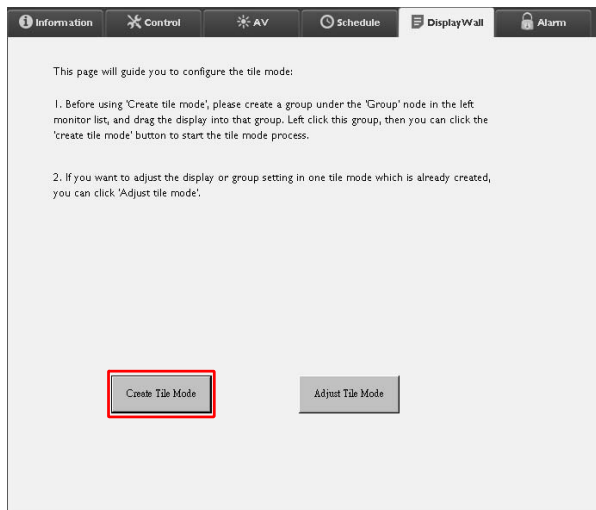 Information Control AV Schedule DisplayWall Alarm
This page will guide you to configure the tile mode:
1. Before using 'Create tile mode', please create a group under the 'Group' node in the left
monitor list, and drag the display into that group. Left click this group, then you can click the
'create tile mode' button to start the tile mode process.
2. If you want to adjust the display or group setting in one tile mode which is already created,
you can click 'Adjust tile mode'.
Create Tile Mode Adjust Tile Mode